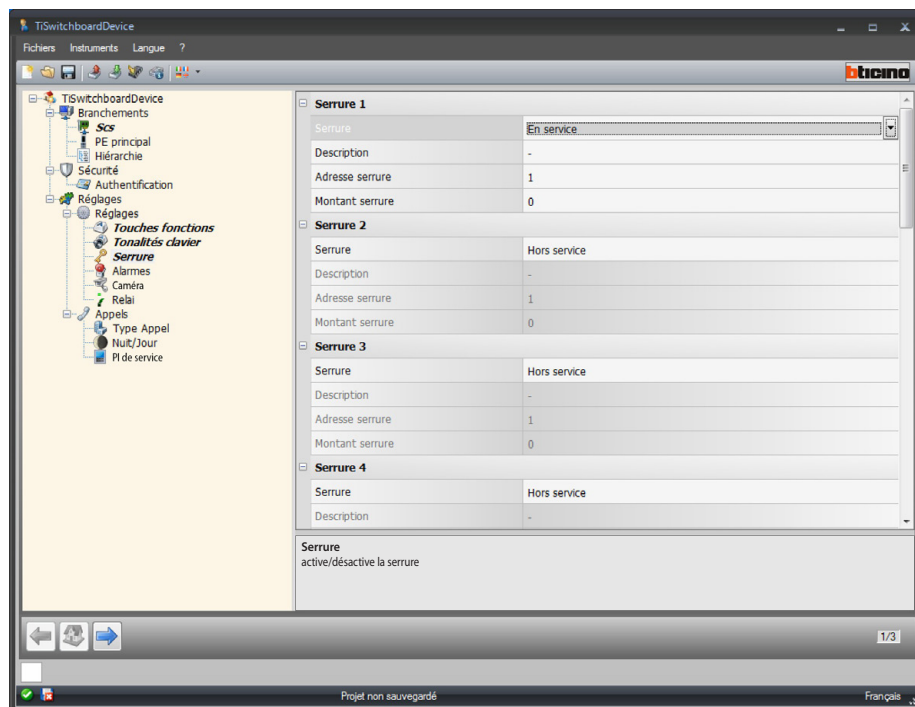 TiSwitchboardDevice
Fichiers Instruments Langue ?
bticino
TiSwitchboardDevice
Branchements
Scs
PE principal
Hiérarchie
Sécurité
Authentification
Réglages
Réglages
Touches fonctions
Tonalités clavier
Serrure
Alarmes
Caméra
Relai
Appels
Type Appel
Nuit/Jour
PI de service
Serrure 1
Serrure En service
Description -
Adresse serrure 1
Montant serrure 0
Serrure 2
Serrure Hors service
Description -
Adresse serrure 1
Montant serrure 0
Serrure 3
Serrure Hors service
Description -
Adresse serrure 1
Montant serrure 0
Serrure 4
Serrure Hors service
Description -
Serrure
active/désactive la serrure
1/3
Projet non sauvegardé Français